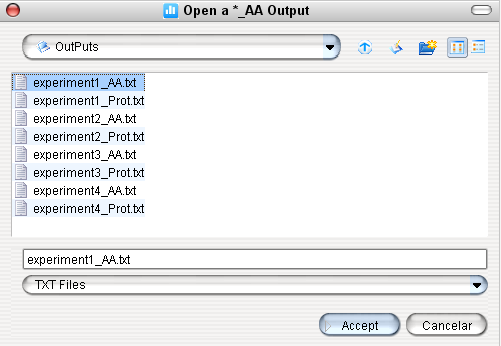 Open a *_AA Output
OutPuts
experiment1_AA.txt
experiment1_Prot.txt
experiment2_AA.txt
experiment2_Prot.txt
experiment3_AA.txt
experiment3_Prot.txt
experiment4_AA.txt
experiment4_Prot.txt
experiment1_AA.txt
TXT Files
Accept Cancelar